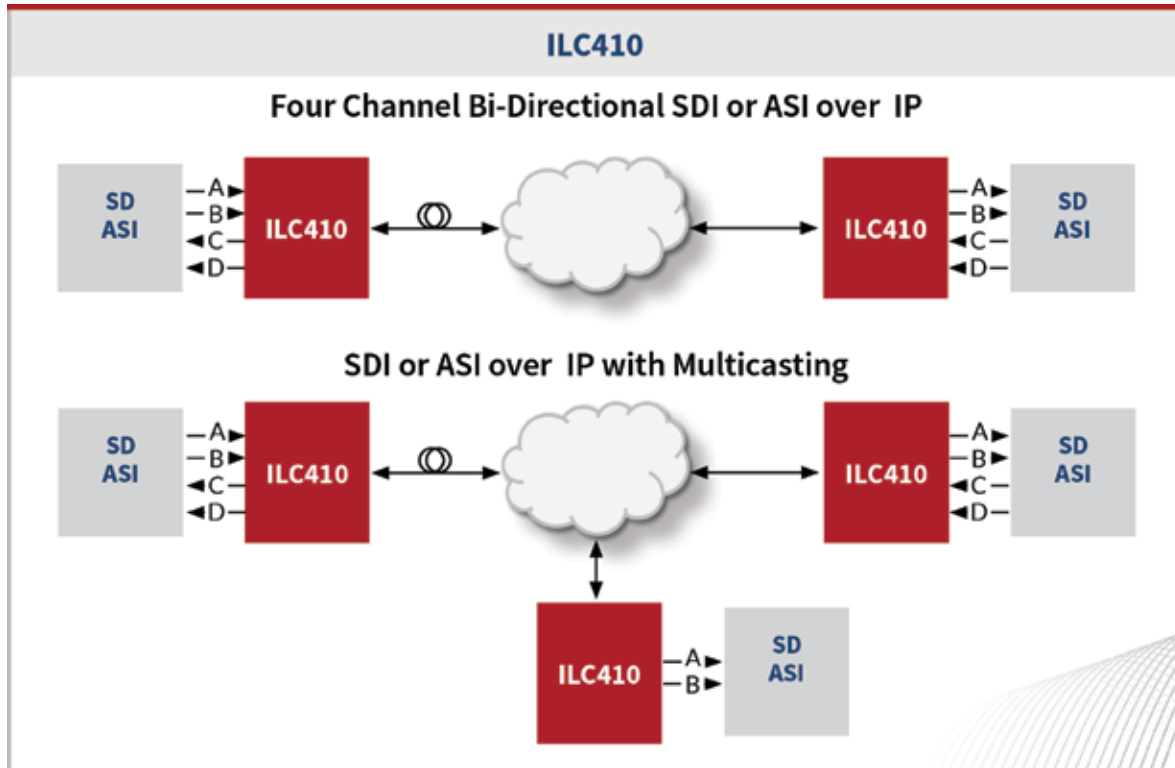 ILC410
Four Channel Bi-Directional SDI or ASI over IP
SD
ASI
A
B
C
D
ILC410
ILC410
A
B
C
D
SD
ASI
SDI or ASI over IP with Multicasting
SD
ASI
A
B
C
D
ILC410
ILC410
A
B
C
D
SD
ASI
ILC410
A
B
SD
ASI